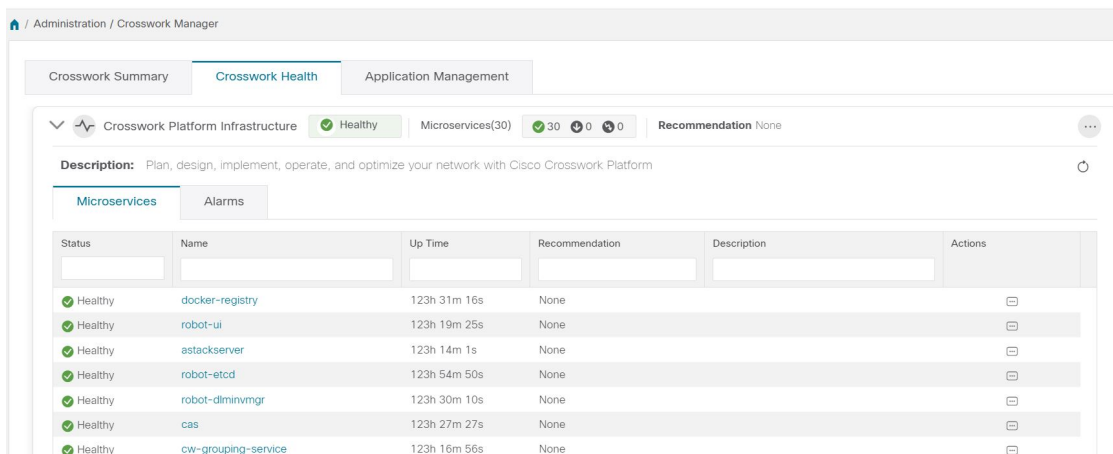 / Administration / Crosswork Manager
Crosswork Summary Crosswork Health Application Management
Crosswork Platform Infrastructure Healthy Microservices(30) 30 0 0 Recommendation None
Description: Plan, design, implement, operate, and optimize your network with Cisco Crosswork Platform
Microservices Alarms
Status Name Up Time Recommendation Description Actions
Healthy docker-registry 123h 31m 16s None
Healthy robot-ui 123h 19m 25s None
Healthy astackserver 123h 14m 1s None
Healthy robot-etcd 123h 54m 50s None
Healthy robot-dlminvmgr 123h 30m 10s None
Healthy cas 123h 27m 27s None
Healthy cw-grouping-service 123h 16m 56s None